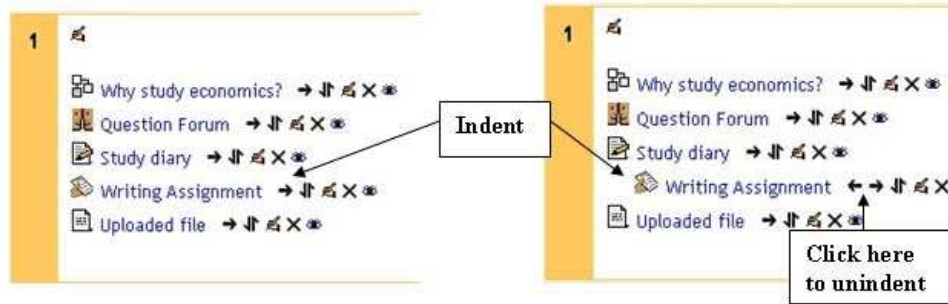 1
Why study economics?
Question Forum
Study diary
Writing Assignment
Uploaded file
Indent
1
Why study economics?
Question Forum
Study diary
Writing Assignment
Uploaded file
Click here
to unindent